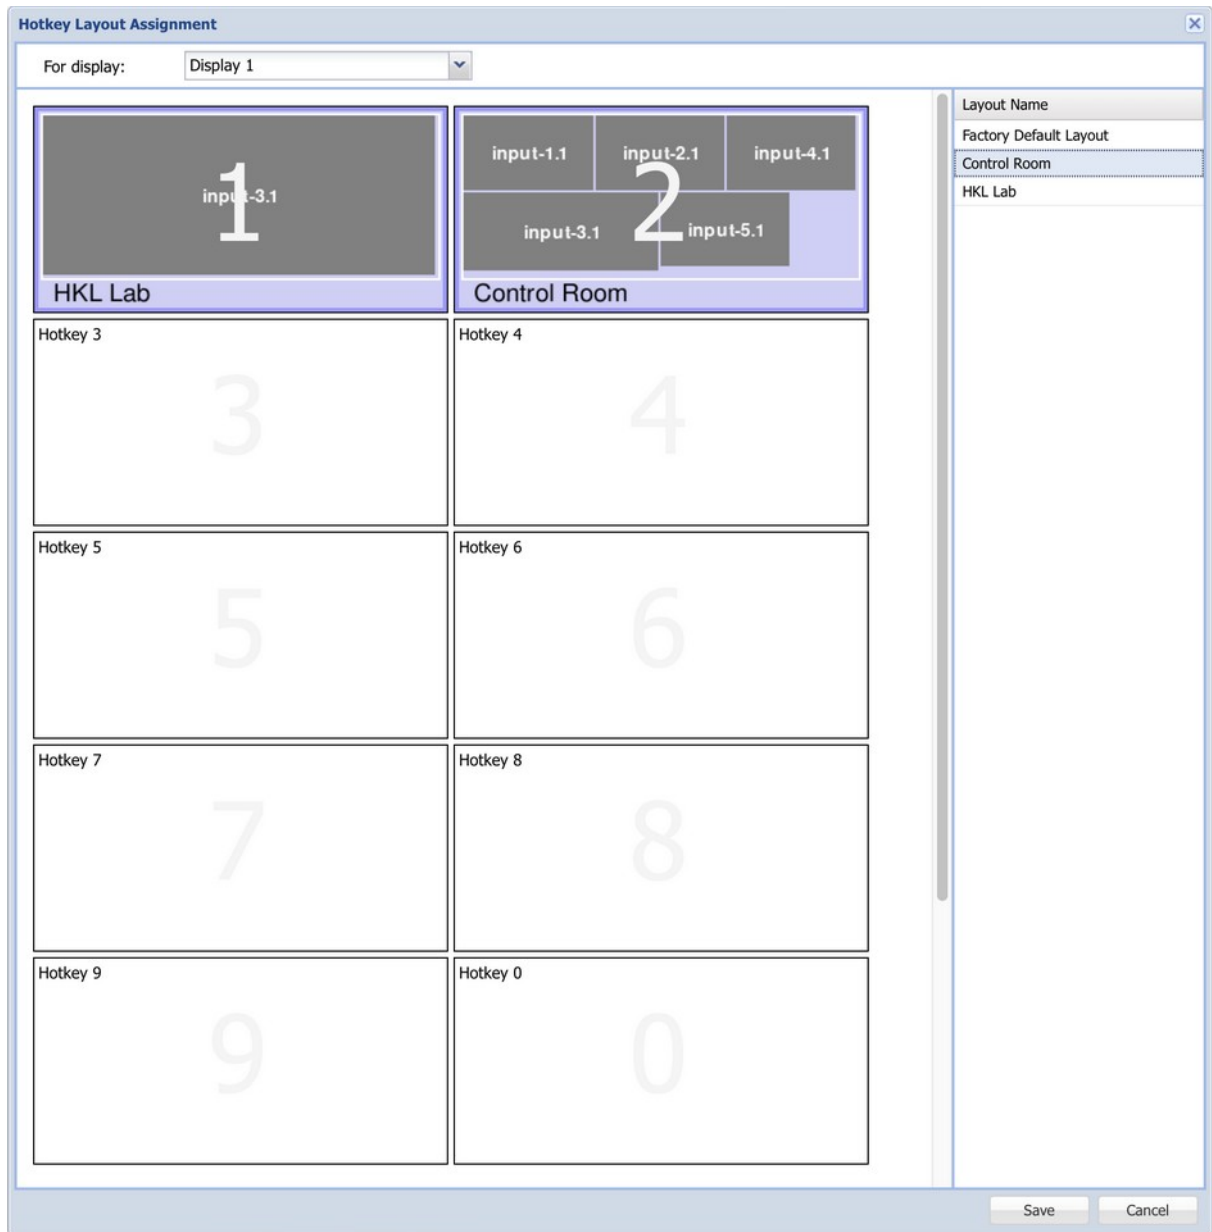 Hotkey Layout Assignment
For display: Display 1
Layout Name
Factory Default Layout
Control Room
HKL Lab
input-3.1
1
HKL Lab
input-1.1 input-2.1 input-4.1
2
input-3.1 input-5.1
Control Room
Hotkey 3
3
Hotkey 4
4
Hotkey 5
5
Hotkey 6
6
Hotkey 7
7
Hotkey 8
8
Hotkey 9
9
Hotkey 0
0
Save Cancel